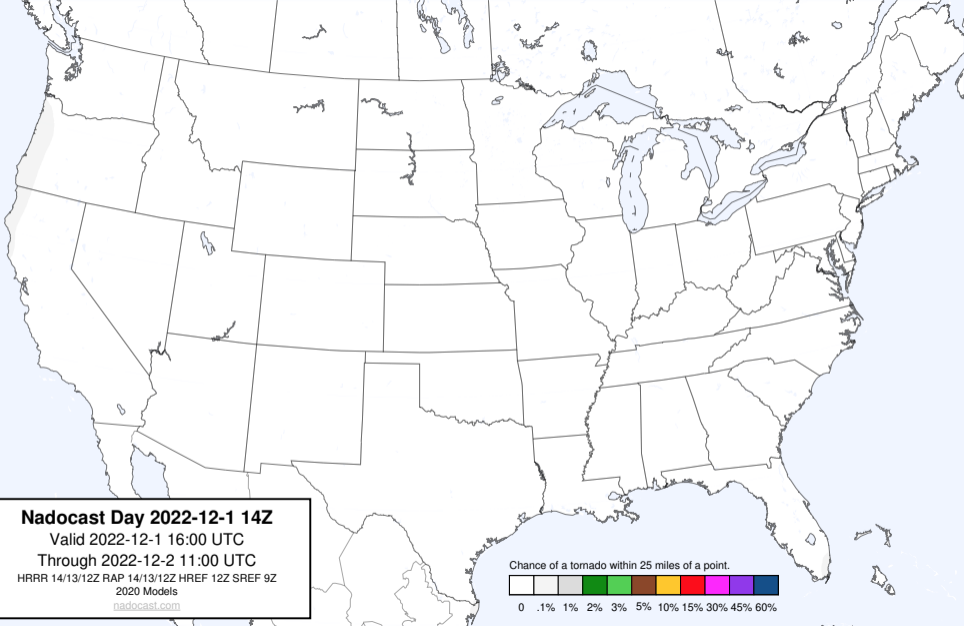 Nadocast Day 2022-12-1 14Z
Valid 2022-12-1 16:00 UTC
Through 2022-12-2 11:00 UTC
HRRR 14/13/12Z RAP 14/13/12Z HREF 12Z SREF 9Z
2020 Models
nadocast.com
Chance of a tornado within 25 miles of a point.
0 .1% 1% 2% 3% 5% 10% 15% 30% 45% 60%